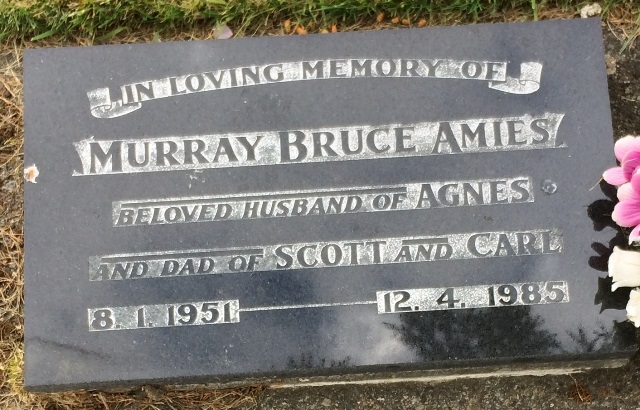 IN LOVING MEMORY OF
MURRAY BRUCE AMIES
BELOVED HUSBAND OF AGNES
AND DAD OF SCOTT AND CARL
8. 1. 1951 — 12. 4. 1985